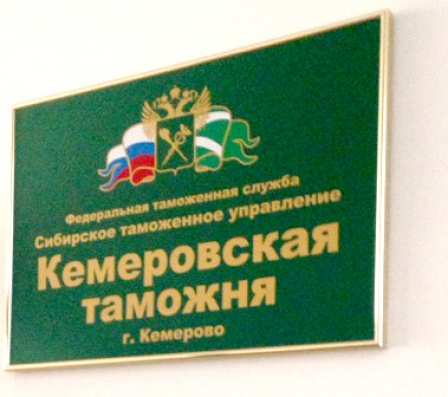 Федеральная таможенная служба
Сибирское таможенное управление
Кемеровская
таможня
г. Кемерово